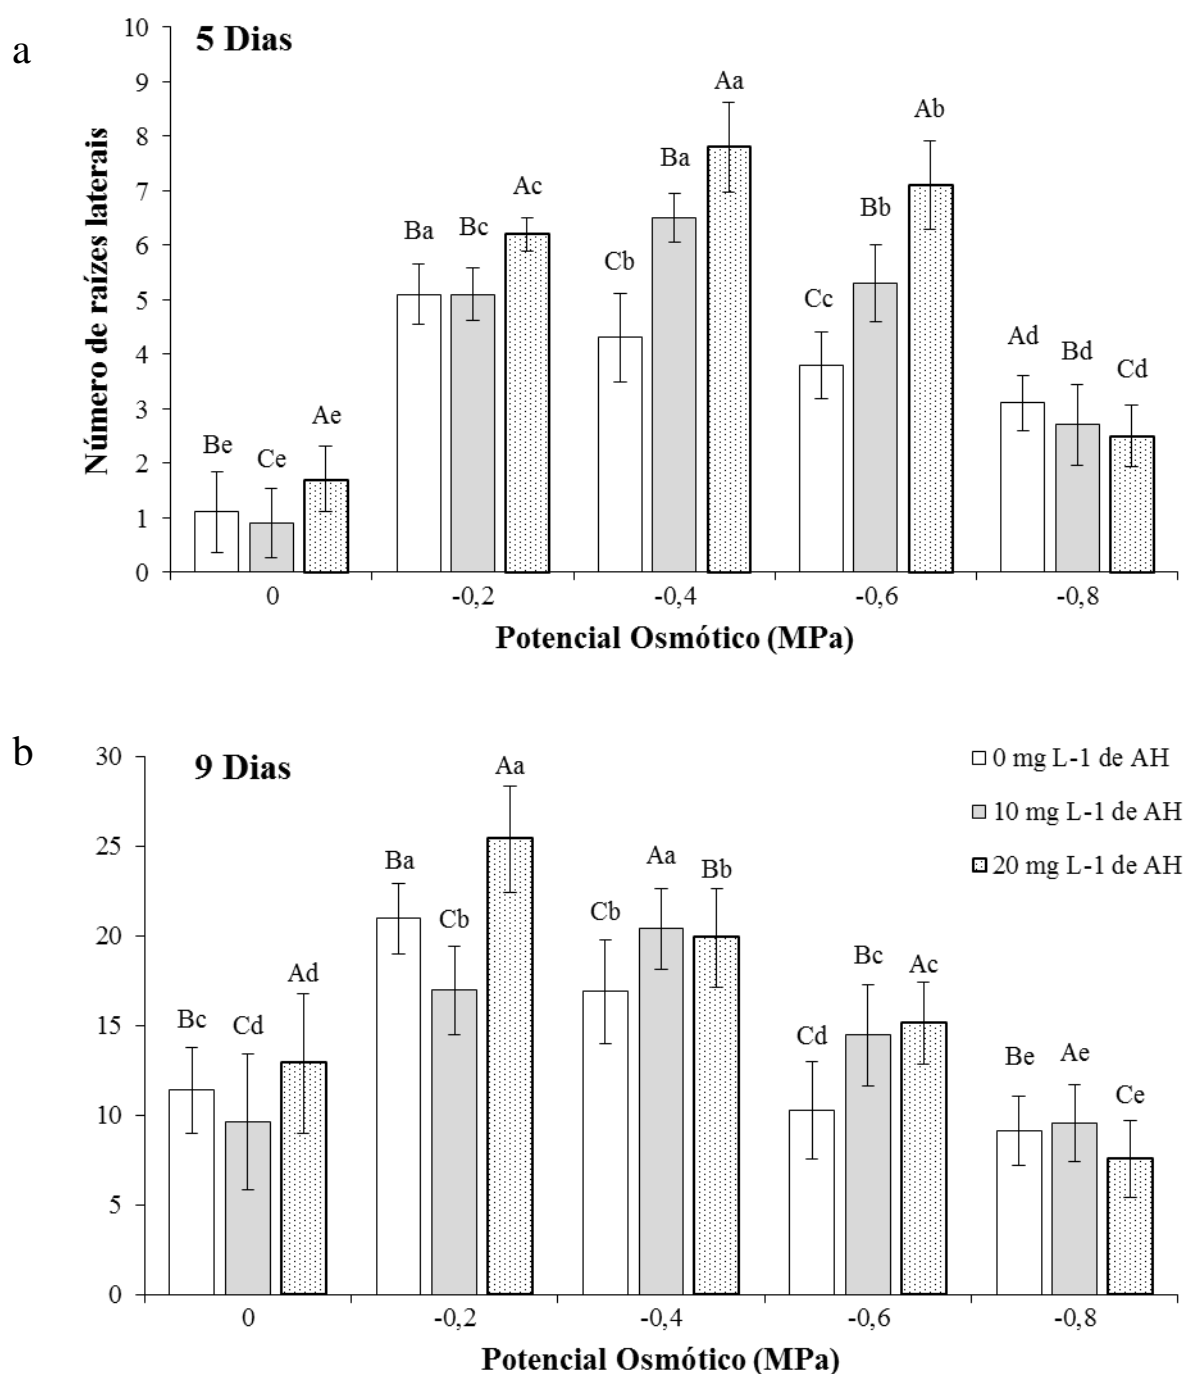 a
5 Dias
10
9
8
7
6
5
4
3
2
1
0
Número de raízes laterais
Be Ce Ae
Ba Bc Ac
Cb Ba Aa
Cc Bb Ab
Ad Bd Cd
0 -0,2 -0,4 -0,6 -0,8
Potencial Osmótico (MPa)
b
9 Dias
30
25
20
15
10
5
0
Bc Cd Ad
Ba Cb Aa
Cb Aa Bb
Cd Bc Ac
Be Ae Ce
0 mg L-1 de AH
10 mg L-1 de AH
20 mg L-1 de AH
0 -0,2 -0,4 -0,6 -0,8
Potencial Osmótico (MPa)